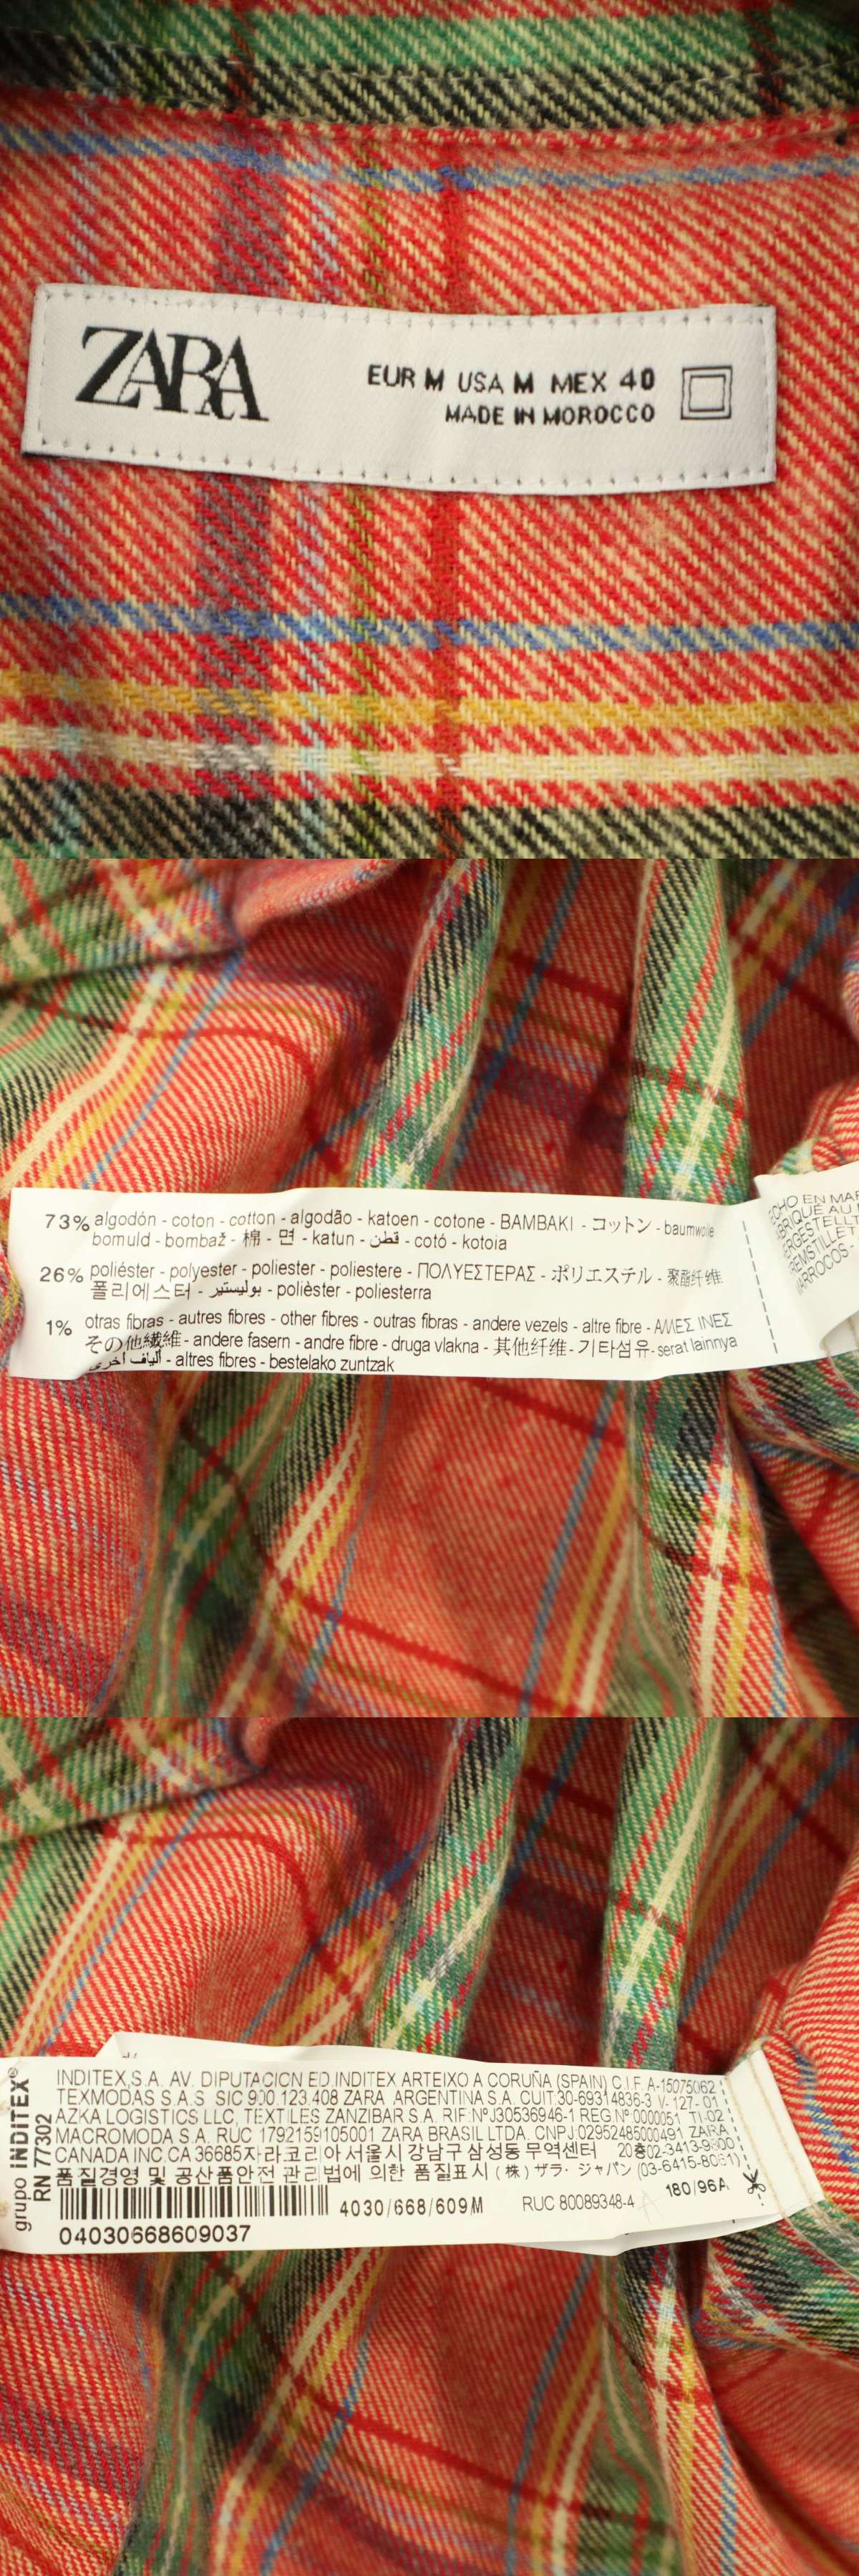 ZARA
EUR M USA M MEX 40
MADE IN MOROCCO
73% algodón - coton - cotton - algodão - katoen - cotone - BAMBAKI - コットン - baumwolle
bomuld - bombaž - 棉 - 면 - katun - قطن - cotó - kotoia
26% poliéster - polyester - poliester - poliestere - ΠΟΛΥΕΣΤΕΡΑΣ - ポリエステル - 聚酯纤维
폴리에스터 - بوليستير - polièster - poliesterra
1% otras fibras - autres fibres - other fibres - outras fibras - andere vezels - altre fibre - ΑΛΛΕΣ ΙΝΕΣ
その他繊維 - andere fasern - andre fibre - druga vlakna - 其他纤维 - 기타섬유 - serat lainnya
ألياف أخرى - altres fibres - bestelako zuntzak
grupo INDITEX®
RN 77302
INDITEX,S.A. AV. DIPUTACION ED.INDITEX ARTEIXO A CORUÑA (SPAIN) C.I.F. A-15075062
TEXMODAS S.A.S SIC 900.123.408 ZARA ARGENTINA S.A. CUIT:30-69314836-3 V-127-01
AZKA LOGISTICS LLC, TEXTILES ZANZIBAR S.A. RIF:NºJ30536946-1 REG Nº:0000051 TI-02
MACROMODA S.A. RUC 1792159105001 ZARA BRASIL LTDA. CNPJ:02952485000491 ZARA
CANADA INC.CA 36685자라코리아 서울시 강남구 삼성동 무역센터 20층02-3413-9800
품질경영 및 공산품안전 관리법에 의한 품질표시 (株) ザラ・ジャパン (03-6415-8061)
4030/668/609 M RUC 80089348-4 180/96A
04030668609037